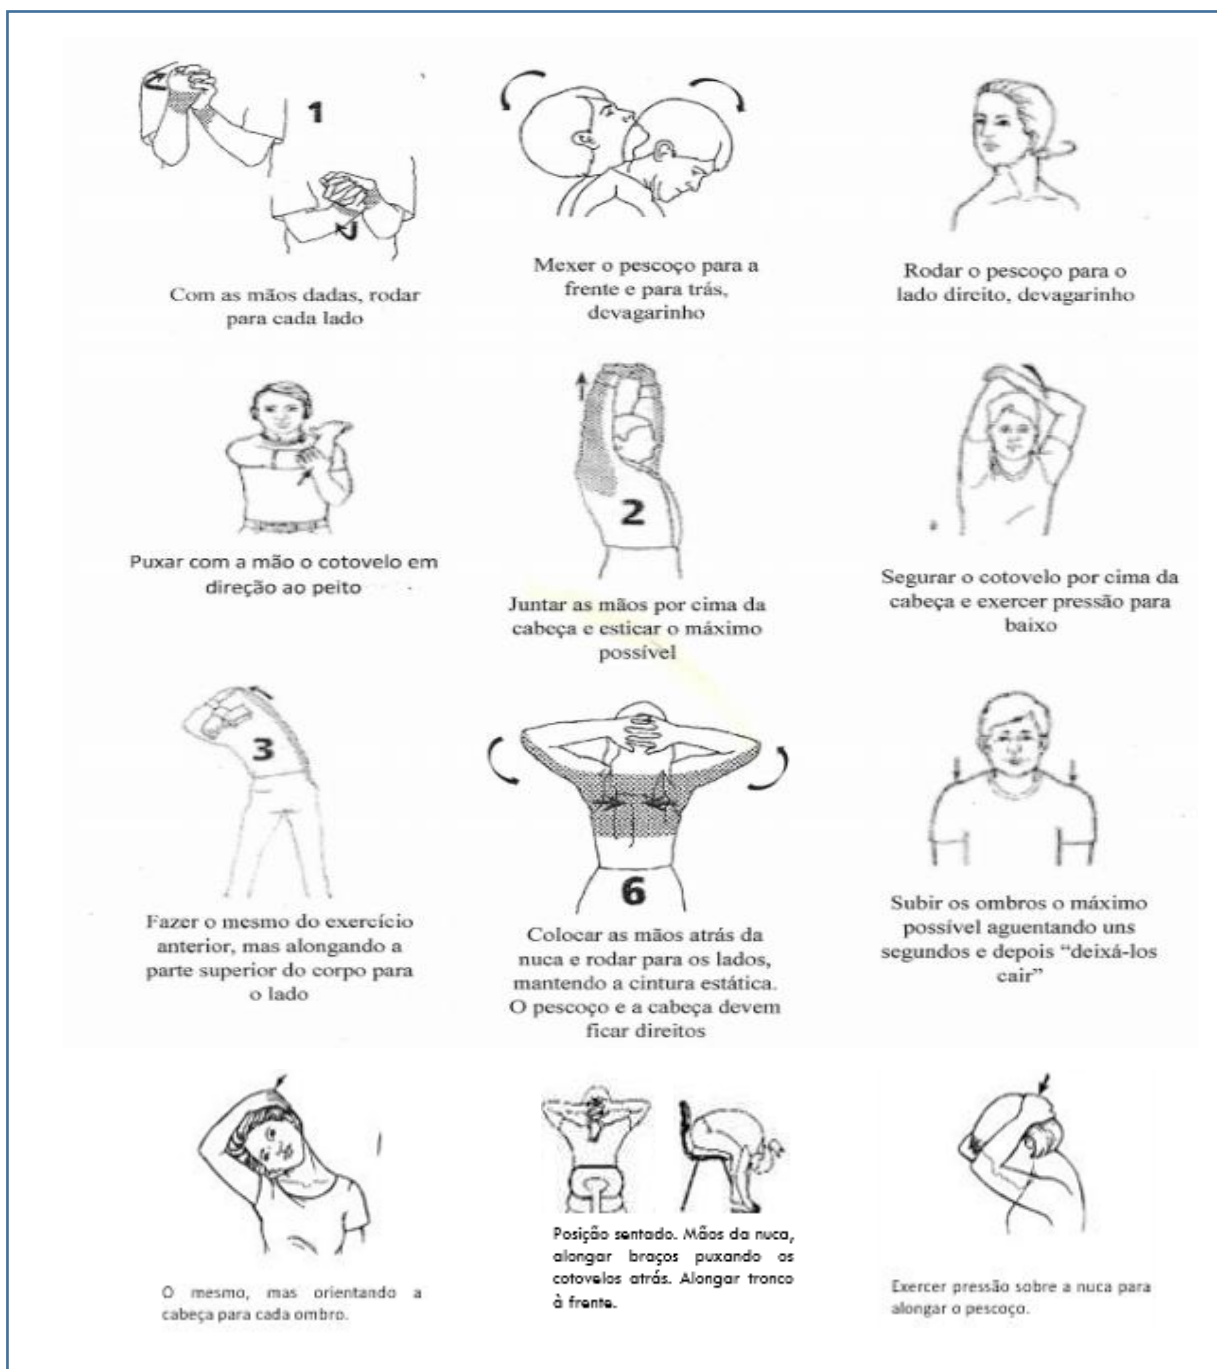 1
Com as mãos dadas, rodar
para cada lado
Mexer o pescoço para a
frente e para trás,
devagarinho
Rodar o pescoço para o
lado direito, devagarinho
Puxar com a mão o cotovelo em
direção ao peito
2
Juntar as mãos por cima da
cabeça e esticar o máximo
possível
Segurar o cotovelo por cima da
cabeça e exercer pressão para
baixo
3
Fazer o mesmo do exercício
anterior, mas alongando a
parte superior do corpo para
o lado
6
Colocar as mãos atrás da
nuca e rodar para os lados,
mantendo a cintura estática.
O pescoço e a cabeça devem
ficar direitos
Subir os ombros o máximo
possível aguentando uns
segundos e depois “deixá-los
cair”
O mesmo, mas orientando a
cabeça para cada ombro.
Posição sentado. Mãos da nuca,
alongar braços puxando os
cotovelos atrás. Alongar tronco
à frente.
Exercer pressão sobre a nuca para
alongar o pescoço.